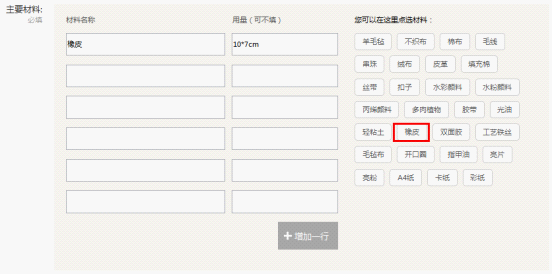 主要材料:
必填
材料名称 用量（可不填） 您可以在这里点选材料：
橡皮 10*7cm
羊毛毡 不织布 棉布 毛线
串珠 绒布 皮革 填充棉
丝带 扣子 水彩颜料 水粉颜料
丙烯颜料 多肉植物 胶带 光油
轻粘土 橡皮 双面胶 工艺铁丝
毛毡布 开口圈 指甲油 亮片
亮粉 A4纸 卡纸 彩纸
+ 增加一行